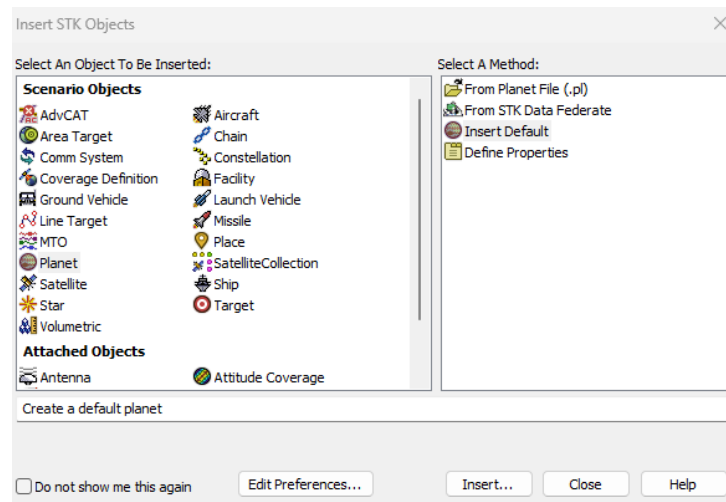 Insert STK Objects
Select An Object To Be Inserted:
Scenario Objects
AdvCAT
Aircraft
Area Target
Chain
Comm System
Constellation
Coverage Definition
Facility
Ground Vehicle
Launch Vehicle
Line Target
Missile
MTO
Place
Planet
SatelliteCollection
Satellite
Ship
Star
Target
Volumetric
Attached Objects
Antenna
Attitude Coverage
Select A Method:
From Planet File (.pl)
From STK Data Federate
Insert Default
Define Properties
Create a default planet
Do not show me this again
Edit Preferences...
Insert...
Close
Help